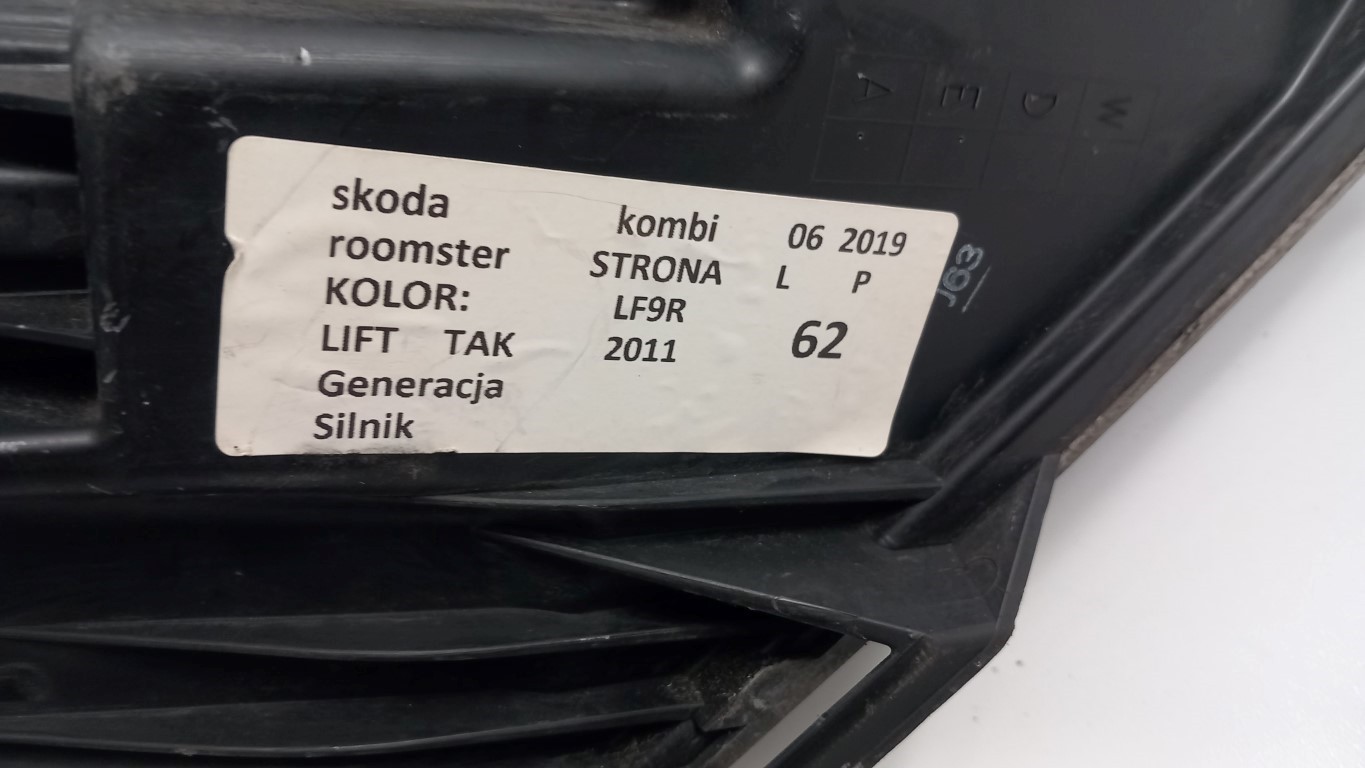 skoda kombi 06 2019
roomster STRONA L P
KOLOR: LF9R
LIFT TAK 2011 62
Generacja
Silnik
A E D W
J63